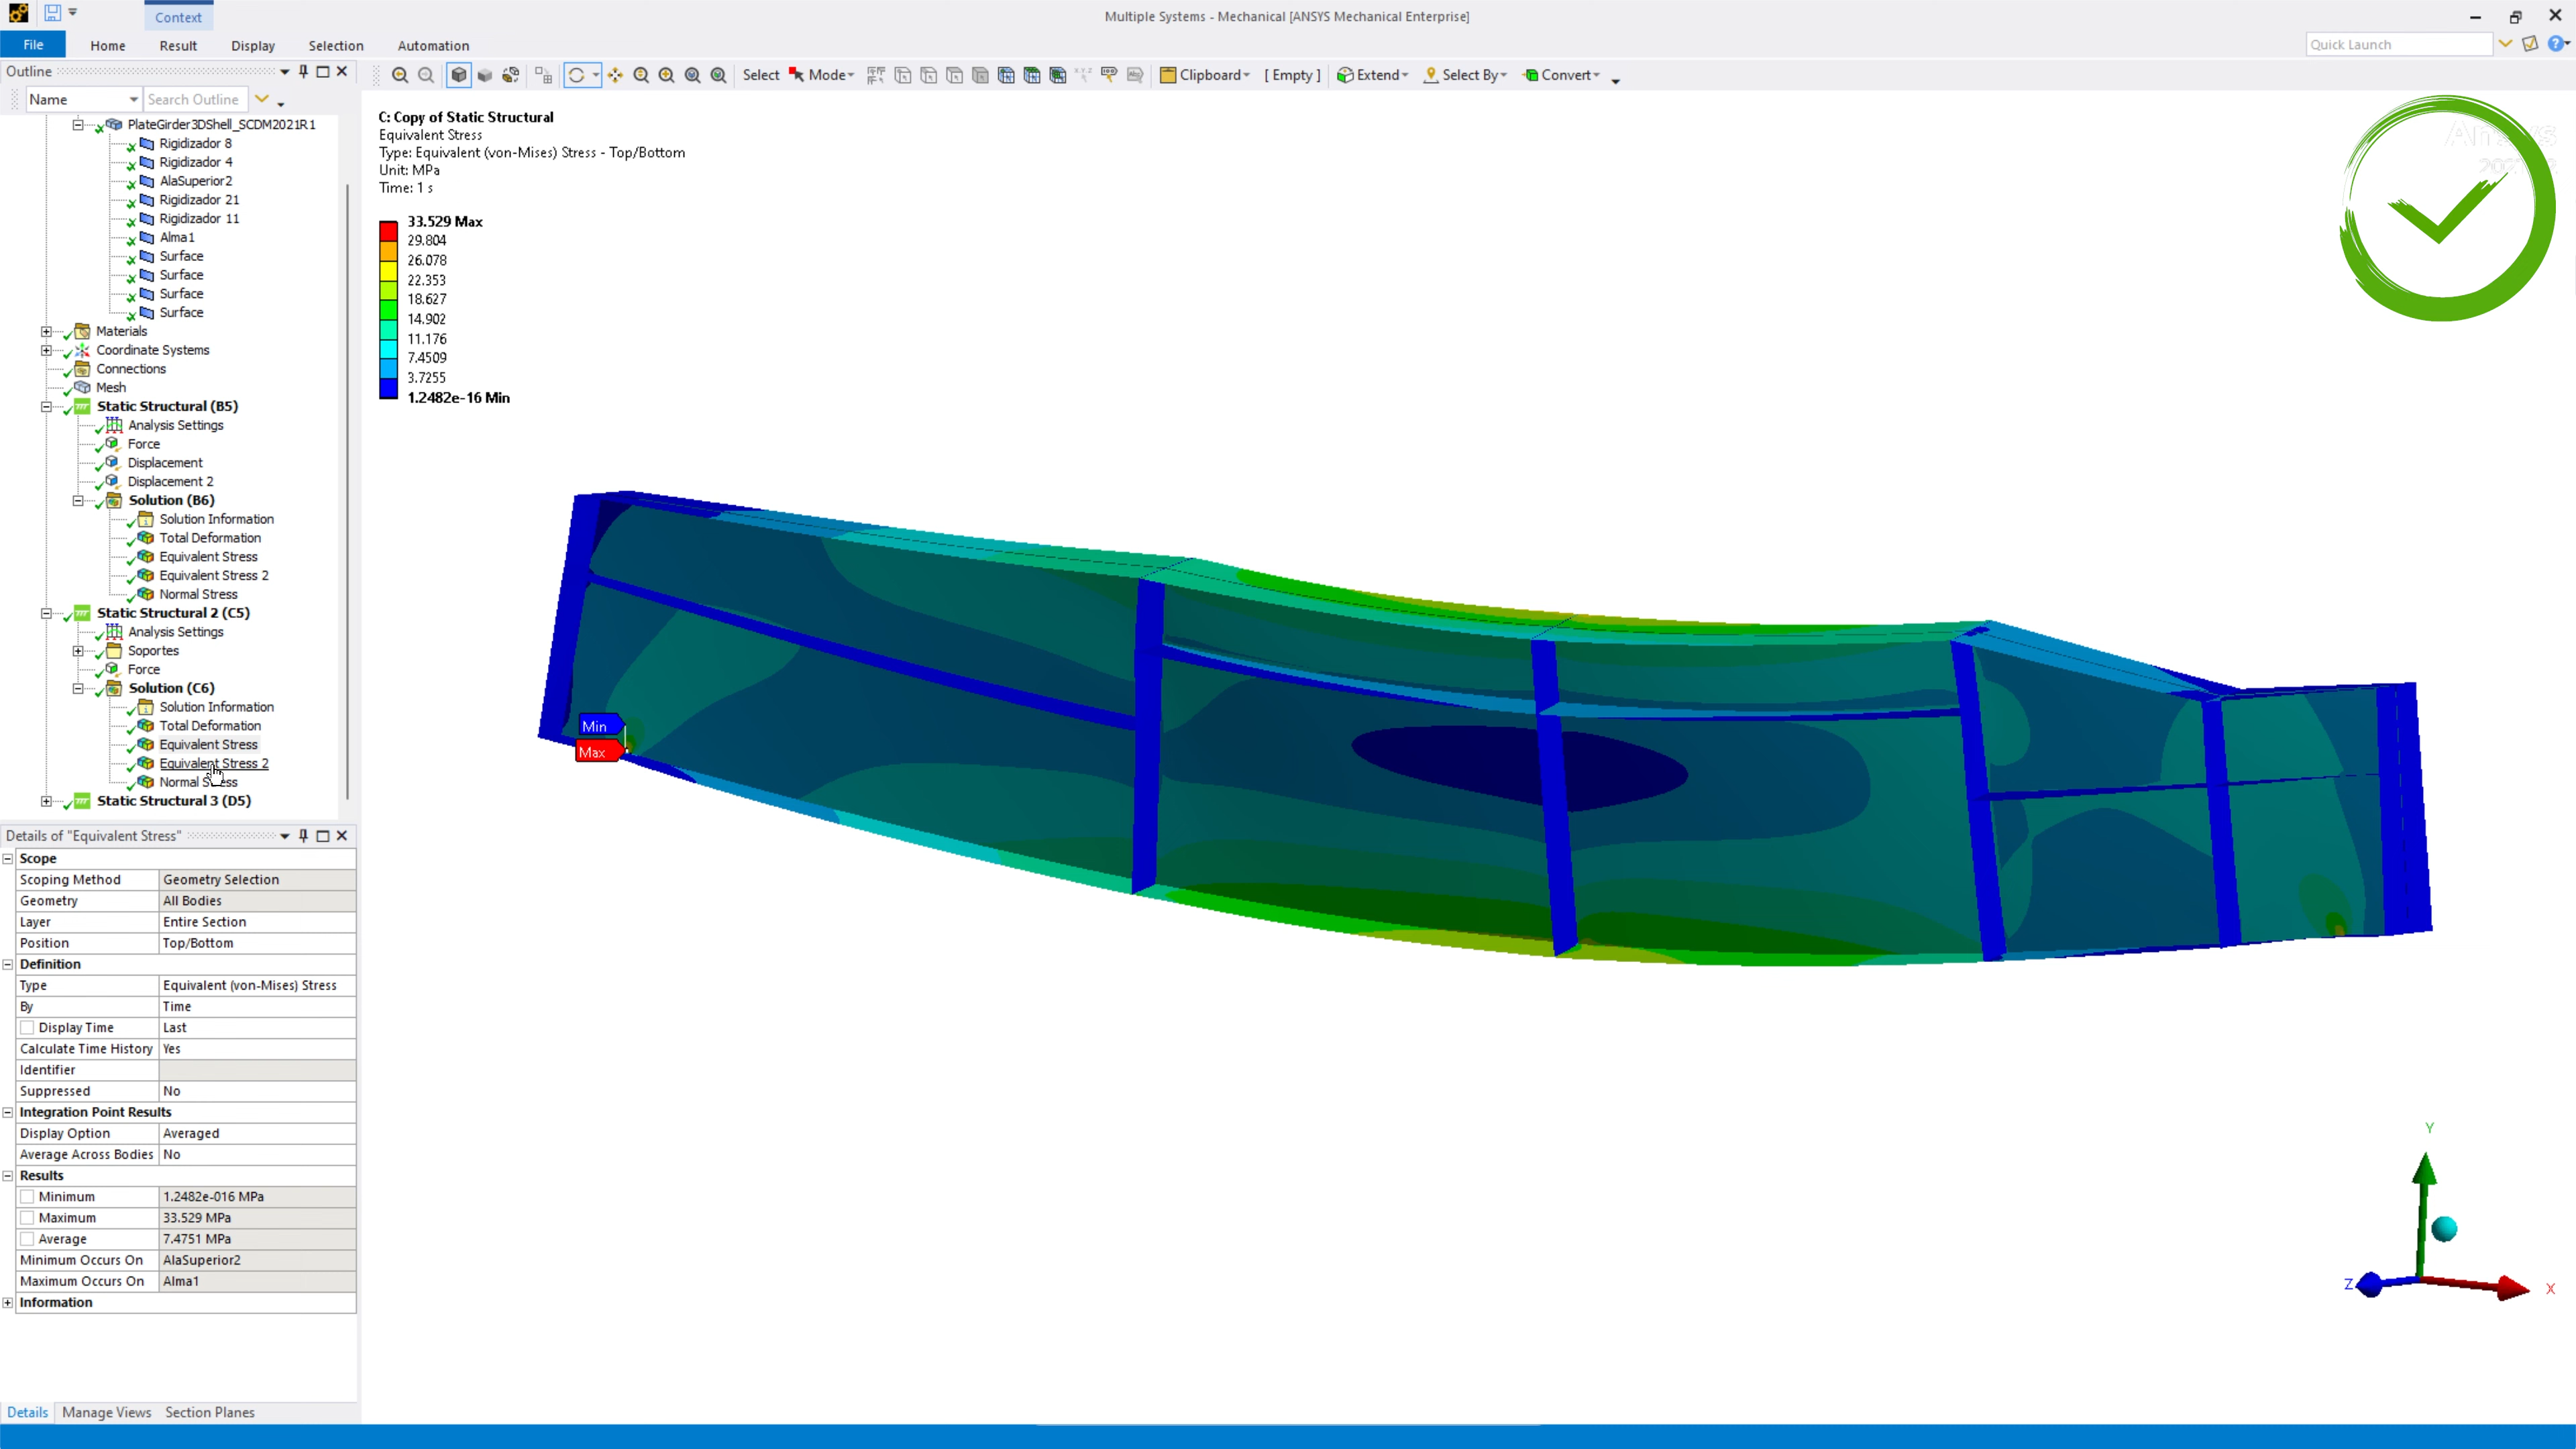 Context
Multiple Systems - Mechanical [ANSYS Mechanical Enterprise]
File Home Result Display Selection Automation
Quick Launch
Outline
Name Search Outline
Select Mode Clipboard [ Empty ] Extend Select By Convert
PlateGirder3DShell_SCDM2021R1
Rigidizador 8
Rigidizador 4
AlaSuperior2
Rigidizador 21
Rigidizador 11
Alma1
Surface
Surface
Surface
Surface
Materials
Coordinate Systems
Connections
Mesh
Static Structural (B5)
Analysis Settings
Force
Displacement
Displacement 2
Solution (B6)
Solution Information
Total Deformation
Equivalent Stress
Equivalent Stress 2
Normal Stress
Static Structural 2 (C5)
Analysis Settings
Soportes
Force
Solution (C6)
Solution Information
Total Deformation
Equivalent Stress
Equivalent Stress 2
Normal Stress
Static Structural 3 (D5)
Details of "Equivalent Stress"
Scope
Scoping Method Geometry Selection
Geometry All Bodies
Layer Entire Section
Position Top/Bottom
Definition
Type Equivalent (von-Mises) Stress
By Time
Display Time Last
Calculate Time History Yes
Identifier
Suppressed No
Integration Point Results
Display Option Averaged
Average Across Bodies No
Results
Minimum 1.2482e-016 MPa
Maximum 33.529 MPa
Average 7.4751 MPa
Minimum Occurs On AlaSuperior2
Maximum Occurs On Alma1
Information
Details Manage Views Section Planes
C: Copy of Static Structural
Equivalent Stress
Type: Equivalent (von-Mises) Stress - Top/Bottom
Unit: MPa
Time: 1 s
33.529 Max
29.804
26.078
22.353
18.627
14.902
11.176
7.4509
3.7255
1.2482e-16 Min
Min
Max
Ansys
Y
Z
X